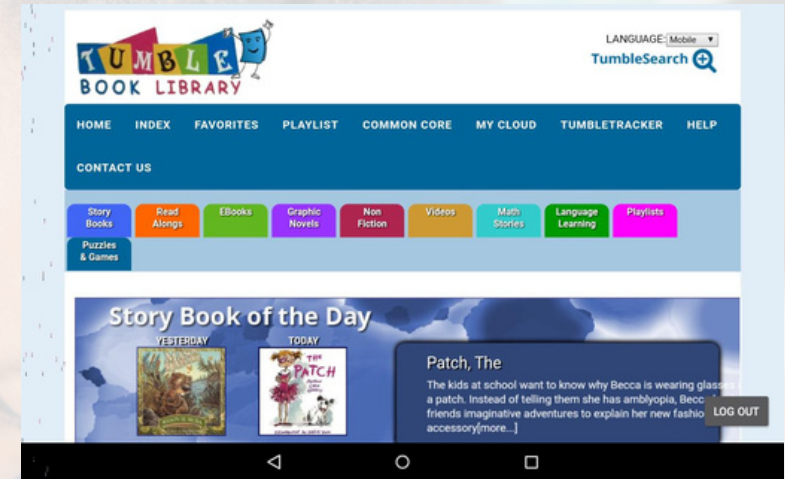 TUMBLE
BOOK LIBRARY
LANGUAGE: Mobile
TumbleSearch
HOME INDEX FAVORITES PLAYLIST COMMON CORE MY CLOUD TUMBLETRACKER HELP
CONTACT US
Story Books
Read Alongs
EBooks
Graphic Novels
Non Fiction
Videos
Math Stories
Language Learning
Playlists
Puzzles & Games
Story Book of the Day
YESTERDAY TODAY
THE PATCH
Patch, The
The kids at school want to know why Becca is wearing glasses
a patch. Instead of telling them she has amblyopia, Becca
friends imaginative adventures to explain her new fashio
accessory[more...]
LOG OUT